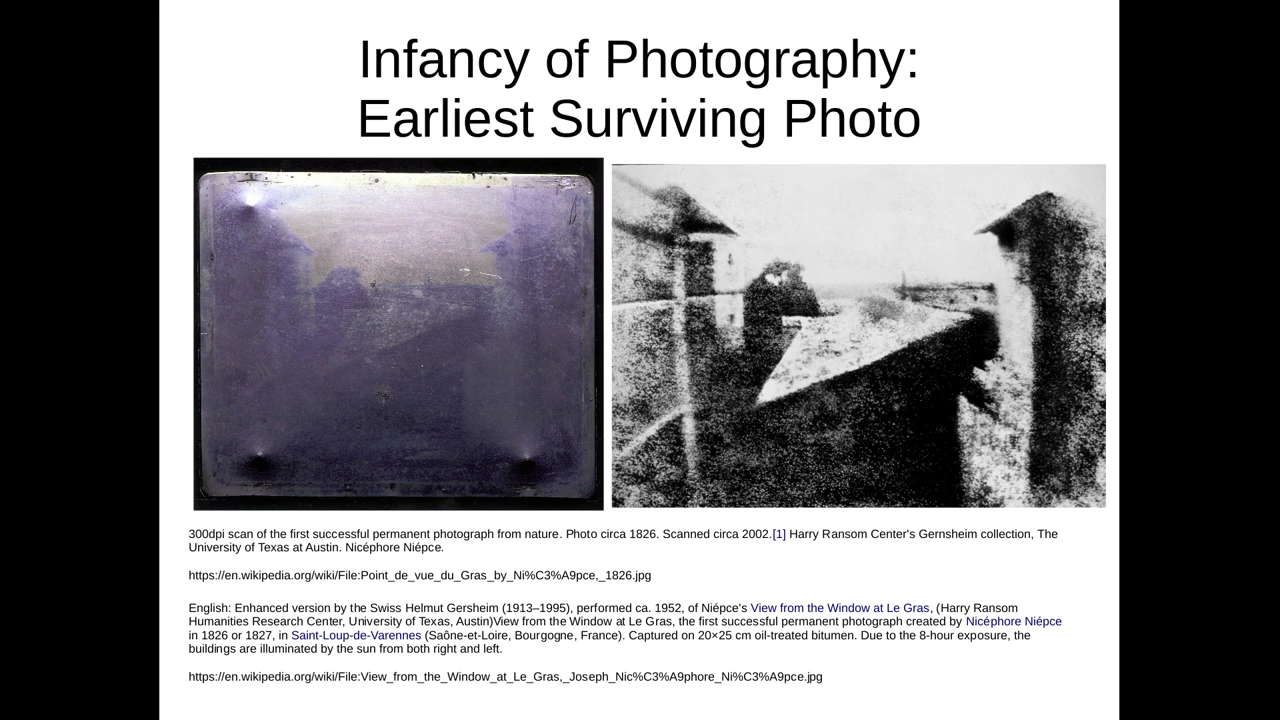 Infancy of Photography:
Earliest Surviving Photo
300dpi scan of the first successful permanent photograph from nature. Photo circa 1826. Scanned circa 2002.[1] Harry Ransom Center's Gernsheim collection, The
University of Texas at Austin. Nicéphore Niépce.
https://en.wikipedia.org/wiki/File:Point_de_vue_du_Gras_by_Ni%C3%A9pce,_1826.jpg
English: Enhanced version by the Swiss Helmut Gersheim (1913–1995), performed ca. 1952, of Niépce's View from the Window at Le Gras, (Harry Ransom
Humanities Research Center, University of Texas, Austin)View from the Window at Le Gras, the first successful permanent photograph created by Nicéphore Niépce
in 1826 or 1827, in Saint-Loup-de-Varennes (Saône-et-Loire, Bourgogne, France). Captured on 20×25 cm oil-treated bitumen. Due to the 8-hour exposure, the
buildings are illuminated by the sun from both right and left.
https://en.wikipedia.org/wiki/File:View_from_the_Window_at_Le_Gras,_Joseph_Nic%C3%A9phore_Ni%C3%A9pce.jpg